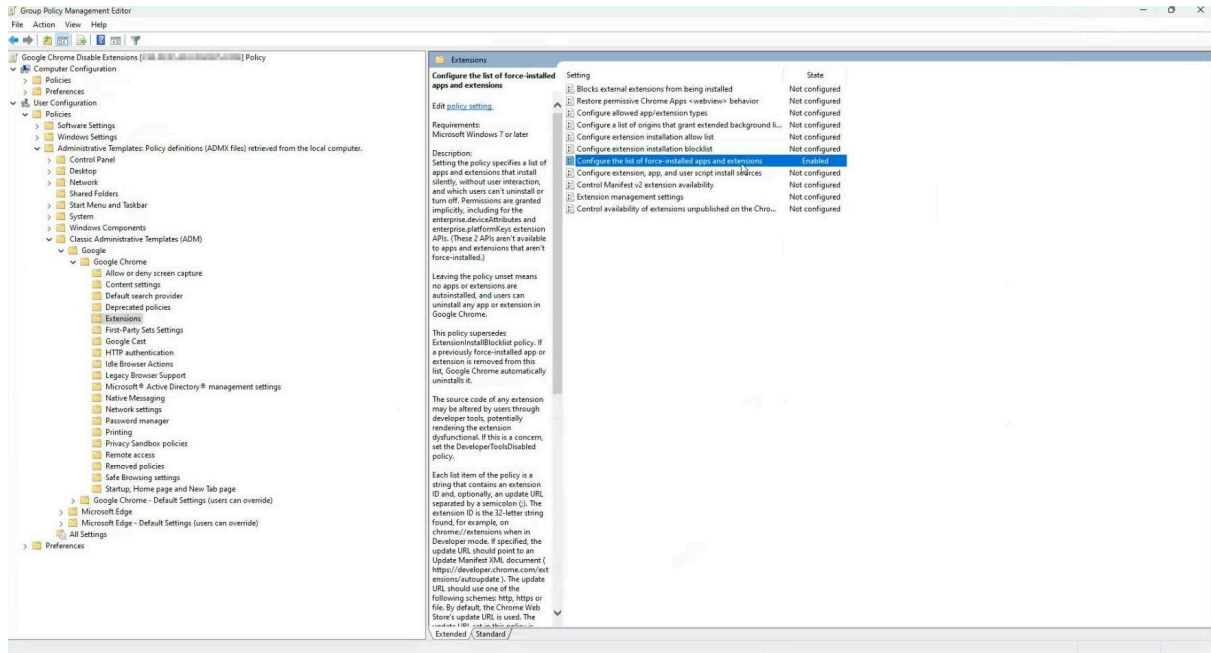 Group Policy Management Editor
File Action View Help
Google Chrome Disable Extensions [ ] Policy
Computer Configuration
Policies
Preferences
User Configuration
Policies
Software Settings
Windows Settings
Administrative Templates: Policy definitions (ADMX files) retrieved from the local computer.
Control Panel
Desktop
Network
Shared Folders
Start Menu and Taskbar
System
Windows Components
Classic Administrative Templates (ADM)
Google
Google Chrome
Allow or deny screen capture
Content settings
Default search provider
Deprecated policies
Extensions
First-Party Sets Settings
Google Cast
HTTP authentication
Idle Browser Actions
Legacy Browser Support
Microsoft® Active Directory® management settings
Native Messaging
Network settings
Password manager
Printing
Privacy Sandbox policies
Remote access
Removed policies
Safe Browsing settings
Startup, Home page and New Tab page
Google Chrome - Default Settings (users can override)
Microsoft Edge
Microsoft Edge - Default Settings (users can override)
All Settings
Preferences
Extensions
Configure the list of force-installed
apps and extensions
Edit policy setting
Requirements:
Microsoft Windows 7 or later
Description:
Setting the policy specifies a list of
apps and extensions that install
silently, without user interaction,
and which users can't uninstall or
turn off. Permissions are granted
implicitly, including for the
enterprise.deviceAttributes and
enterprise.platformKeys extension
APIs. (These 2 APIs aren't available
to apps and extensions that aren't
force-installed.)
Leaving the policy unset means
no apps or extensions are
autoinstalled, and users can
uninstall any app or extension in
Google Chrome.
This policy supersedes
ExtensionInstallBlocklist policy. If
a previously force-installed app or
extension is removed from this
list, Google Chrome automatically
uninstalls it.
The source code of any extension
may be altered by users through
developer tools, potentially
rendering the extension
dysfunctional. If this is a concern,
set the DeveloperToolsDisabled
policy.
Each list item of the policy is a
string that contains an extension
ID and, optionally, an update URL
separated by a semicolon (;). The
extension ID is the 32-letter string
found, for example, on
chrome://extensions when in
Developer mode. If specified, the
update URL should point to an
Update Manifest XML document (
https://developer.chrome.com/ext
ensions/autoupdate ). The update
URL should use one of the
following schemes: http, https or
file. By default, the Chrome Web
Store's update URL is used. The
update URL set in this policy is
Setting State
Blocks external extensions from being installed Not configured
Restore permissive Chrome Apps <webview> behavior Not configured
Configure allowed app/extension types Not configured
Configure a list of origins that grant extended background li... Not configured
Configure extension installation allow list Not configured
Configure extension installation blocklist Not configured
Configure the list of force-installed apps and extensions Enabled
Configure extension, app, and user script install sources Not configured
Control Manifest v2 extension availability Not configured
Extension management settings Not configured
Control availability of extensions unpublished on the Chro... Not configured
Extended Standard